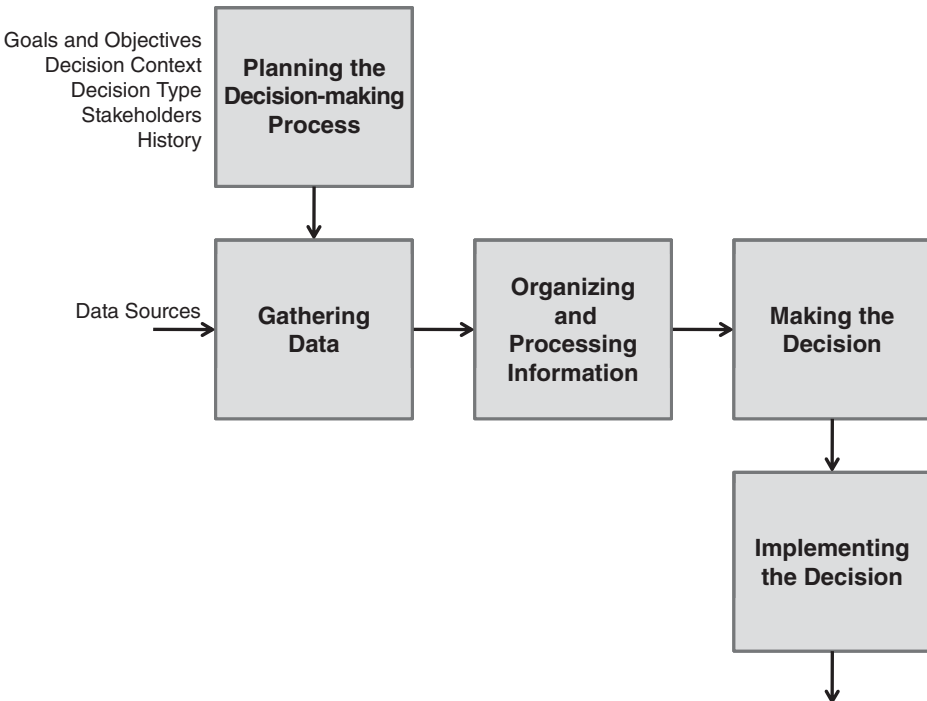 Goals and Objectives
Decision Context
Decision Type
Stakeholders
History
Planning the
Decision-making
Process
Data Sources
Gathering
Data
Organizing
and
Processing
Information
Making the
Decision
Implementing
the Decision